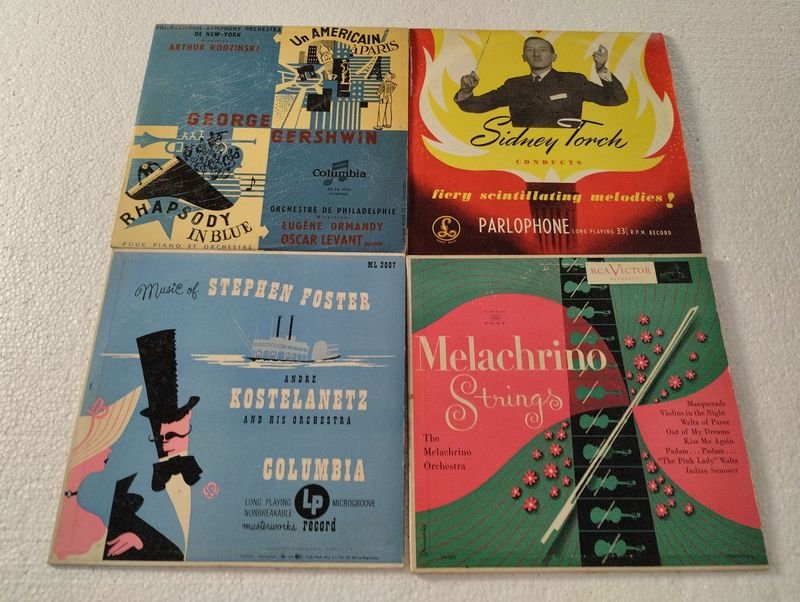 PHILHARMONIC-SYMPHONY ORCHESTRA
DE NEW-YORK
ARTHUR RODZINSKI
Un AMERICAIN
à PARIS
GEORGE
GERSHWIN
Columbia
RHAPSODY
IN BLUE
POUR PIANO ET ORCHESTRE
ORCHESTRE DE PHILADELPHIE
EUGÈNE ORMANDY
OSCAR LEVANT
Sidney Torch
CONDUCTS
fiery scintillating melodies!
PARLOPHONE LONG PLAYING 33⅓ R.P.M. RECORD
ML 2007
Music of STEPHEN FOSTER
ANDRE
KOSTELANETZ
AND HIS ORCHESTRA
COLUMBIA
LONG PLAYING Lp MICROGROOVE
NONBREAKABLE
masterworks record
RCA VICTOR
LONG
PLAY
Melachrino
Strings
The
Melachrino
Orchestra
Masquerade
Violins in the Night
Waltz of Paree
Out of My Dreams
Kiss Me Again
Padam . . . Padam . . .
"The Pink Lady" Waltz
Indian Summer